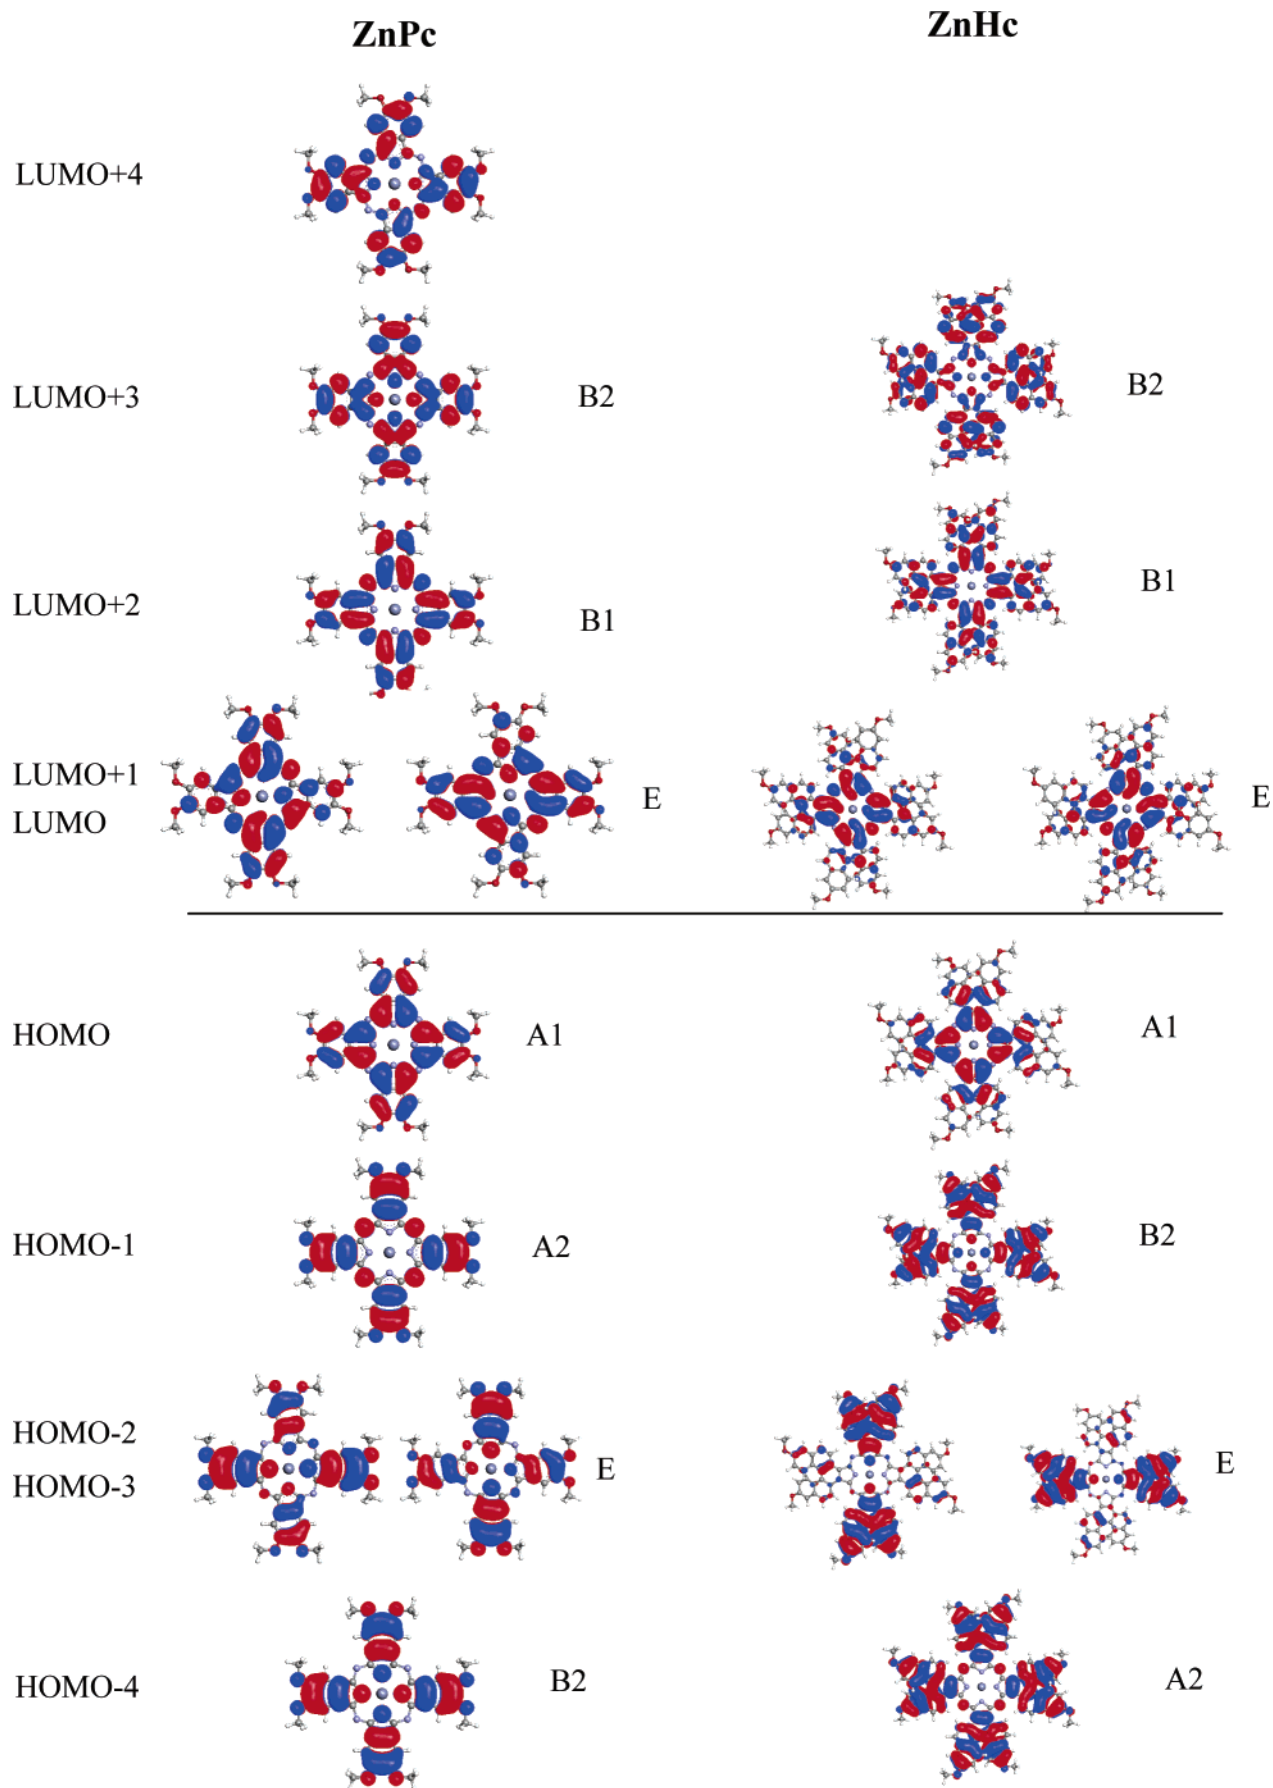 ZnPc
ZnHc
LUMO+4
LUMO+3
B2
B2
LUMO+2
B1
B1
LUMO+1
LUMO
E
E
HOMO
A1
A1
HOMO-1
A2
B2
HOMO-2
HOMO-3
E
E
HOMO-4
B2
A2